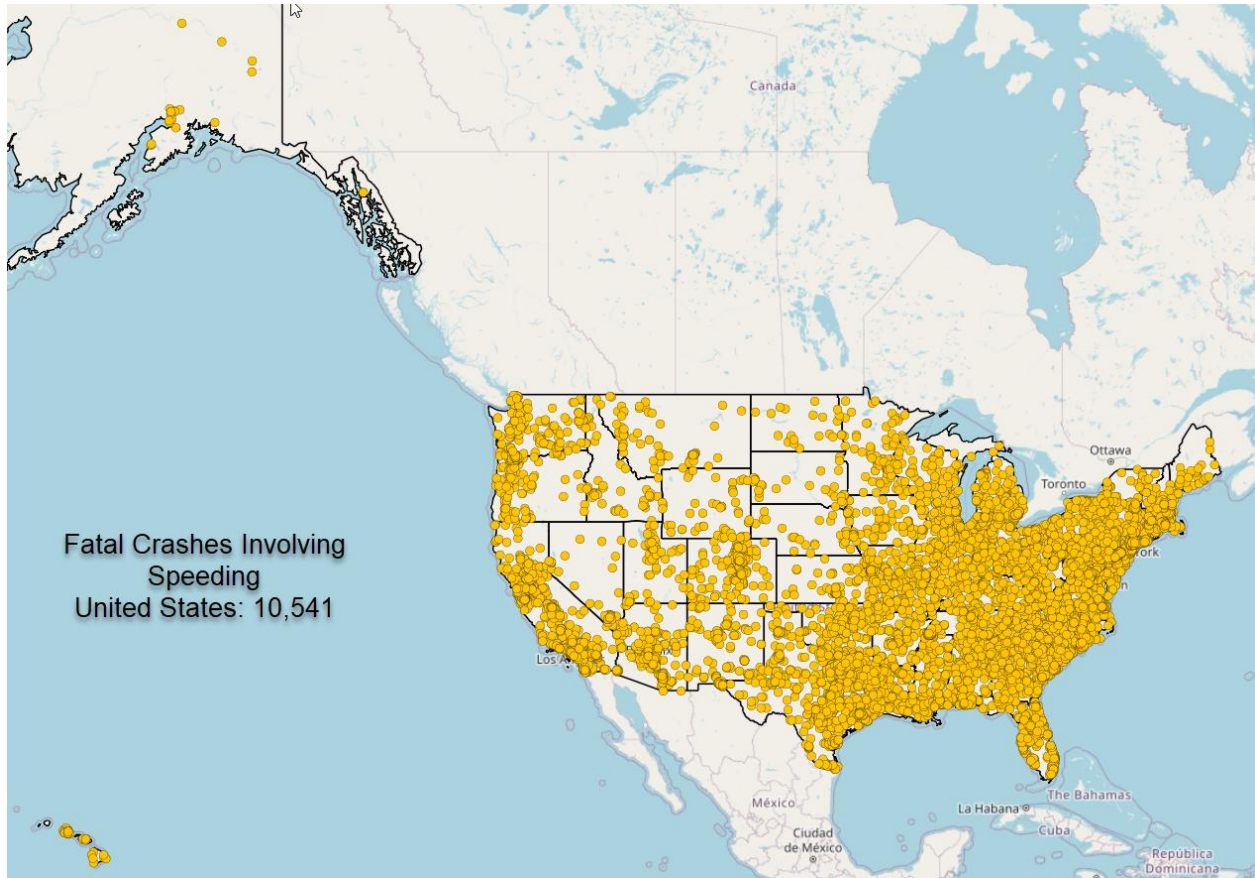 Canada
Ottawa
Toronto
York
Fatal Crashes Involving
Speeding
United States: 10,541
Los A
México
Ciudad
de México
La Habana
Cuba
The Bahamas
República
Dominicana